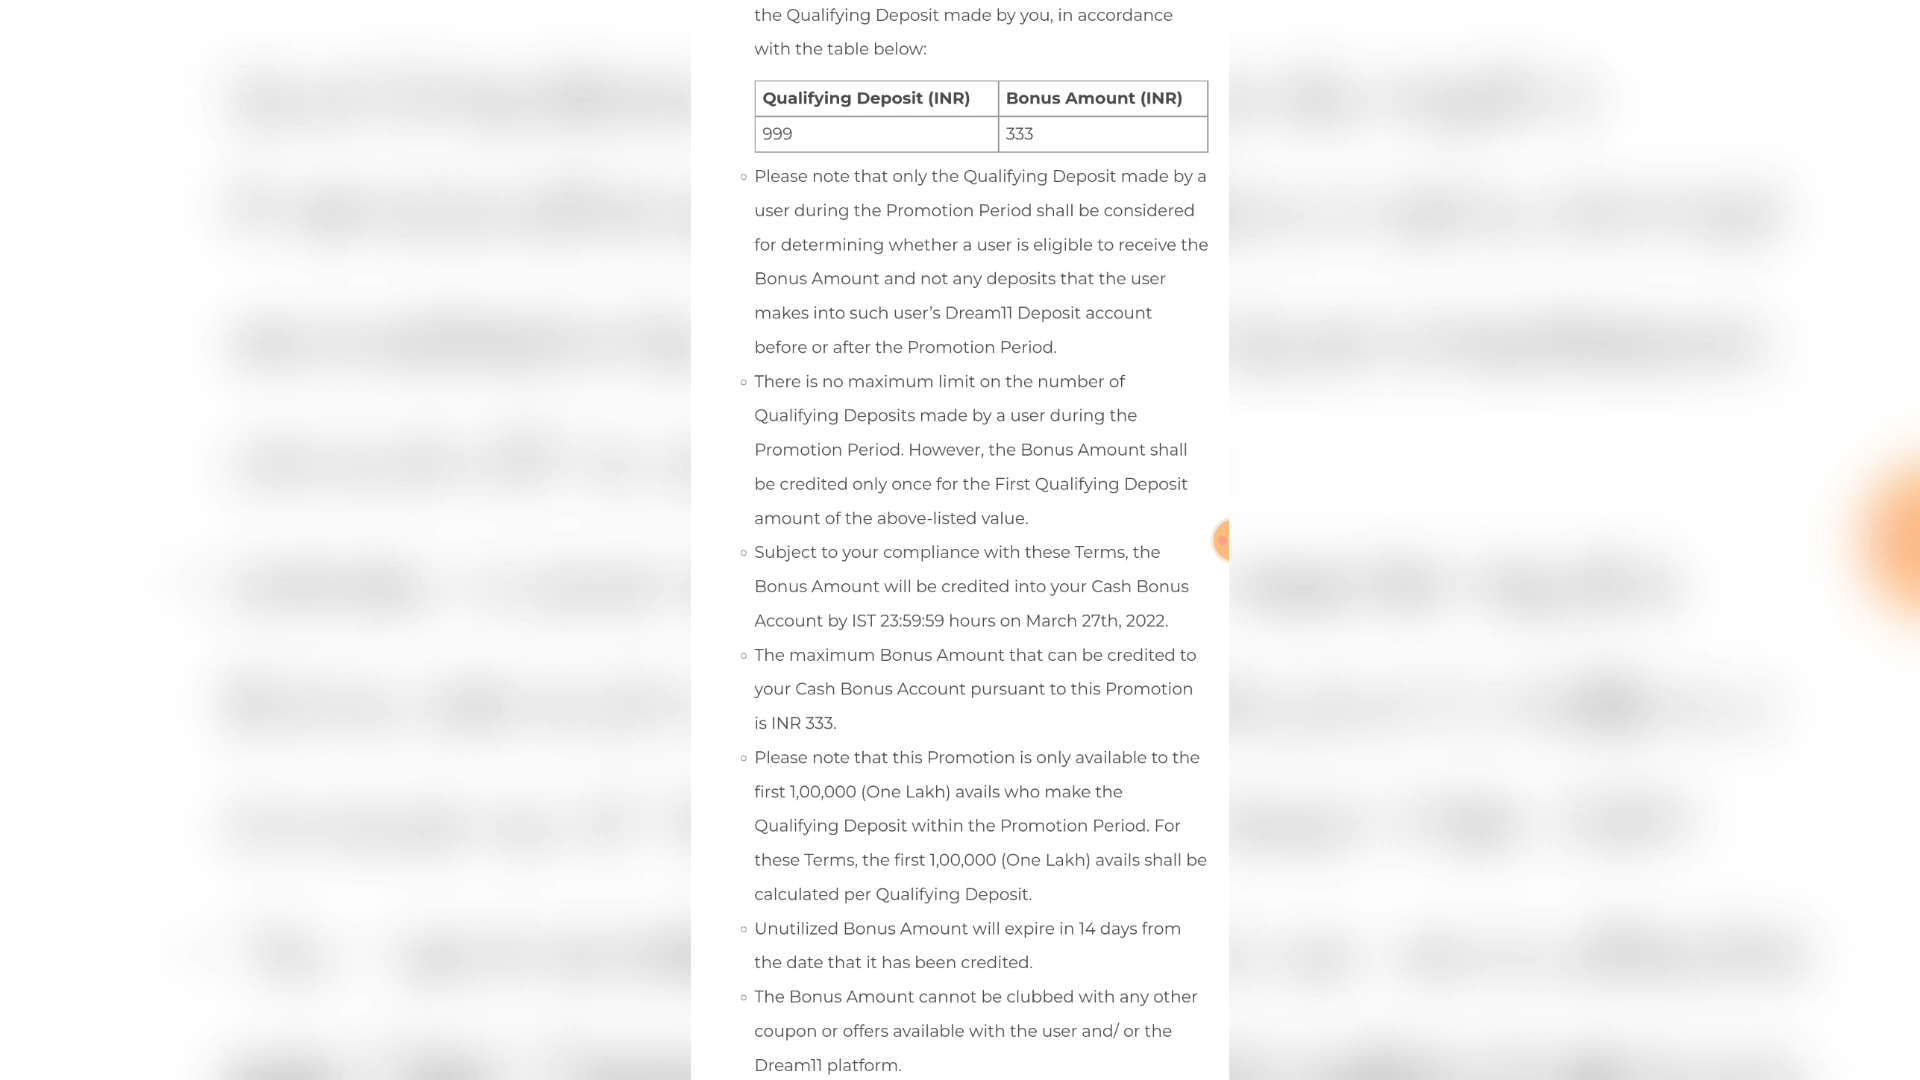 the Qualifying Deposit made by you, in accordance
with the table below:
Qualifying Deposit (INR) Bonus Amount (INR)
999 333
Please note that only the Qualifying Deposit made by a
user during the Promotion Period shall be considered
for determining whether a user is eligible to receive the
Bonus Amount and not any deposits that the user
makes into such user’s Dream11 Deposit account
before or after the Promotion Period.
There is no maximum limit on the number of
Qualifying Deposits made by a user during the
Promotion Period. However, the Bonus Amount shall
be credited only once for the First Qualifying Deposit
amount of the above-listed value.
Subject to your compliance with these Terms, the
Bonus Amount will be credited into your Cash Bonus
Account by IST 23:59:59 hours on March 27th, 2022.
The maximum Bonus Amount that can be credited to
your Cash Bonus Account pursuant to this Promotion
is INR 333.
Please note that this Promotion is only available to the
first 1,00,000 (One Lakh) avails who make the
Qualifying Deposit within the Promotion Period. For
these Terms, the first 1,00,000 (One Lakh) avails shall be
calculated per Qualifying Deposit.
Unutilized Bonus Amount will expire in 14 days from
the date that it has been credited.
The Bonus Amount cannot be clubbed with any other
coupon or offers available with the user and/ or the
Dream11 platform.